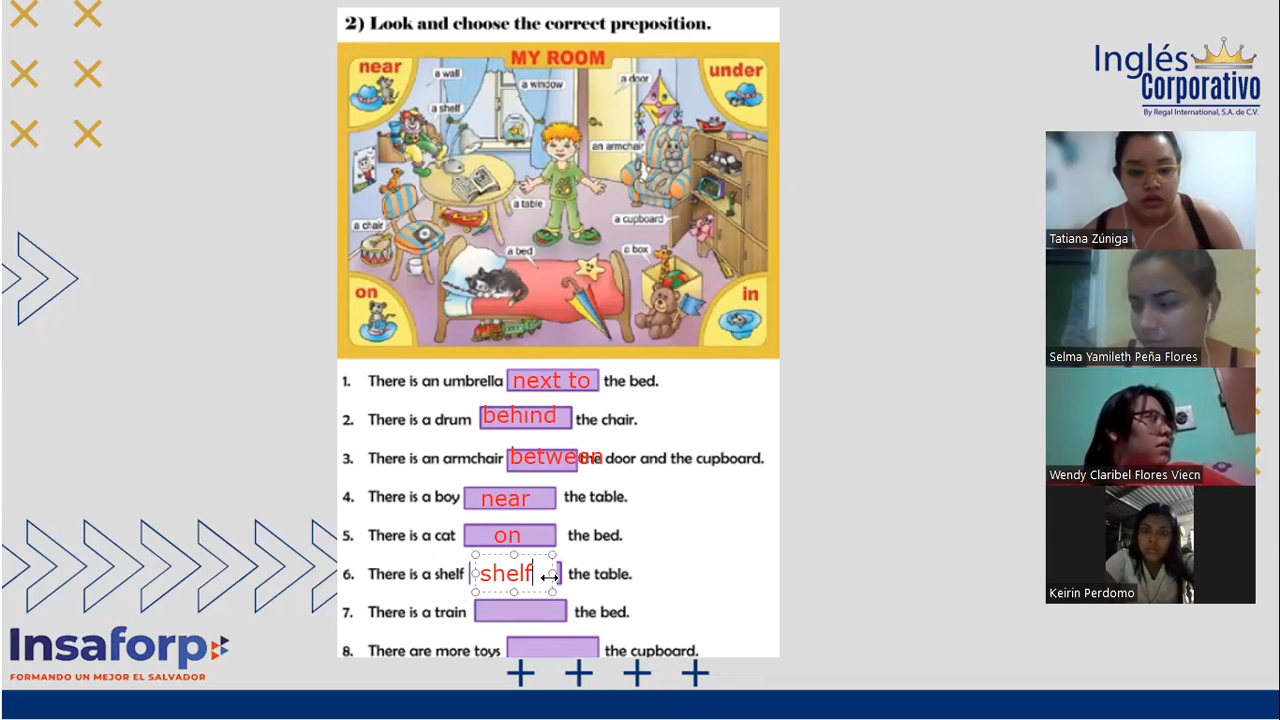 2) Look and choose the correct preposition.
MY ROOM
near
under
a wall
a window
a door
a shelf
an armchair
a table
a cupboard
a chair
a bed
a box
on
in
1. There is an umbrella next to the bed.
2. There is a drum behind the chair.
3. There is an armchair between the door and the cupboard.
4. There is a boy near the table.
5. There is a cat on the bed.
6. There is a shelf shelf the table.
7. There is a train the bed.
8. There are more toys the cupboard.
Inglés
Corporativo
By Regal International, S.A. de C.V.
Tatiana Zúniga
Selma Yamileth Peña Flores
Wendy Claribel Flores Viecn
Keirin Perdomo
Insaforp
FORMANDO UN MEJOR EL SALVADOR